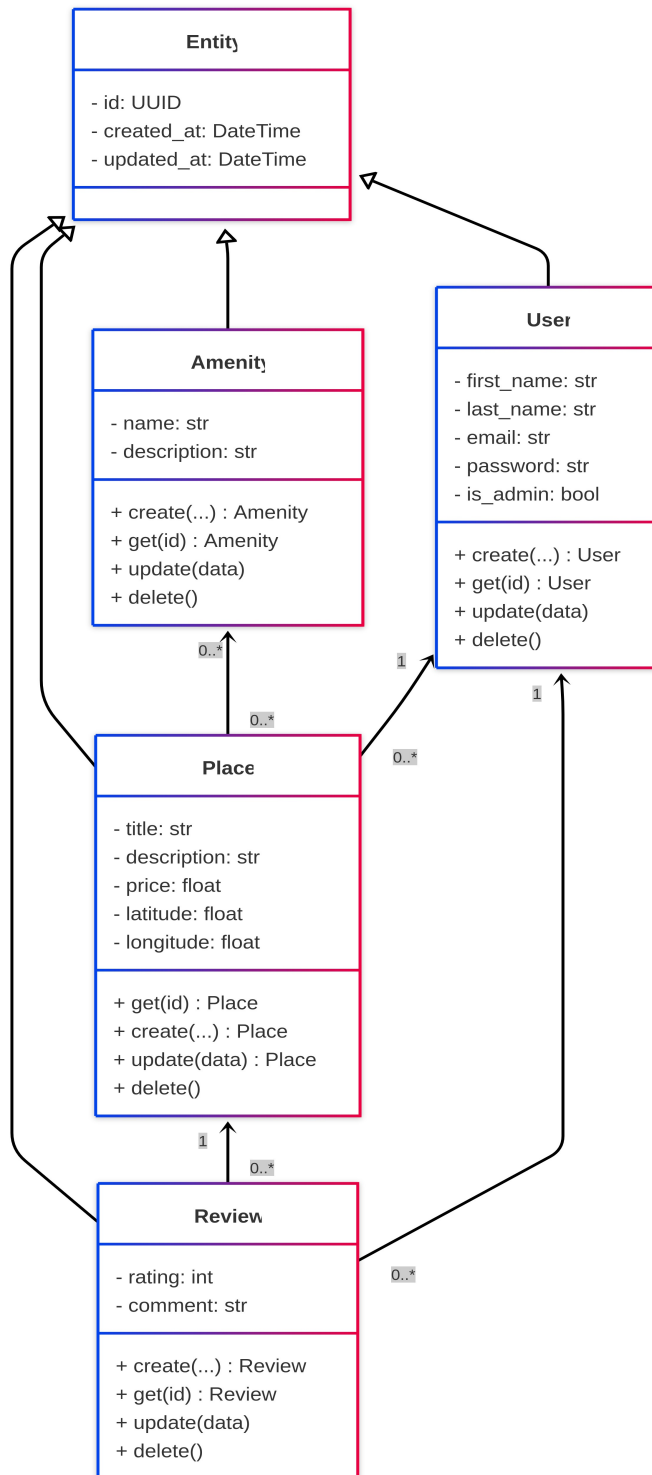 Entity
- id: UUID
- created_at: DateTime
- updated_at: DateTime
Amenity
- name: str
- description: str
+ create(...) : Amenity
+ get(id) : Amenity
+ update(data)
+ delete()
User
- first_name: str
- last_name: str
- email: str
- password: str
- is_admin: bool
+ create(...) : User
+ get(id) : User
+ update(data)
+ delete()
0..*
0..*
1
0..*
1
Place
- title: str
- description: str
- price: float
- latitude: float
- longitude: float
+ get(id) : Place
+ create(...) : Place
+ update(data) : Place
+ delete()
1
0..*
0..*
Review
- rating: int
- comment: str
+ create(...) : Review
+ get(id) : Review
+ update(data)
+ delete()